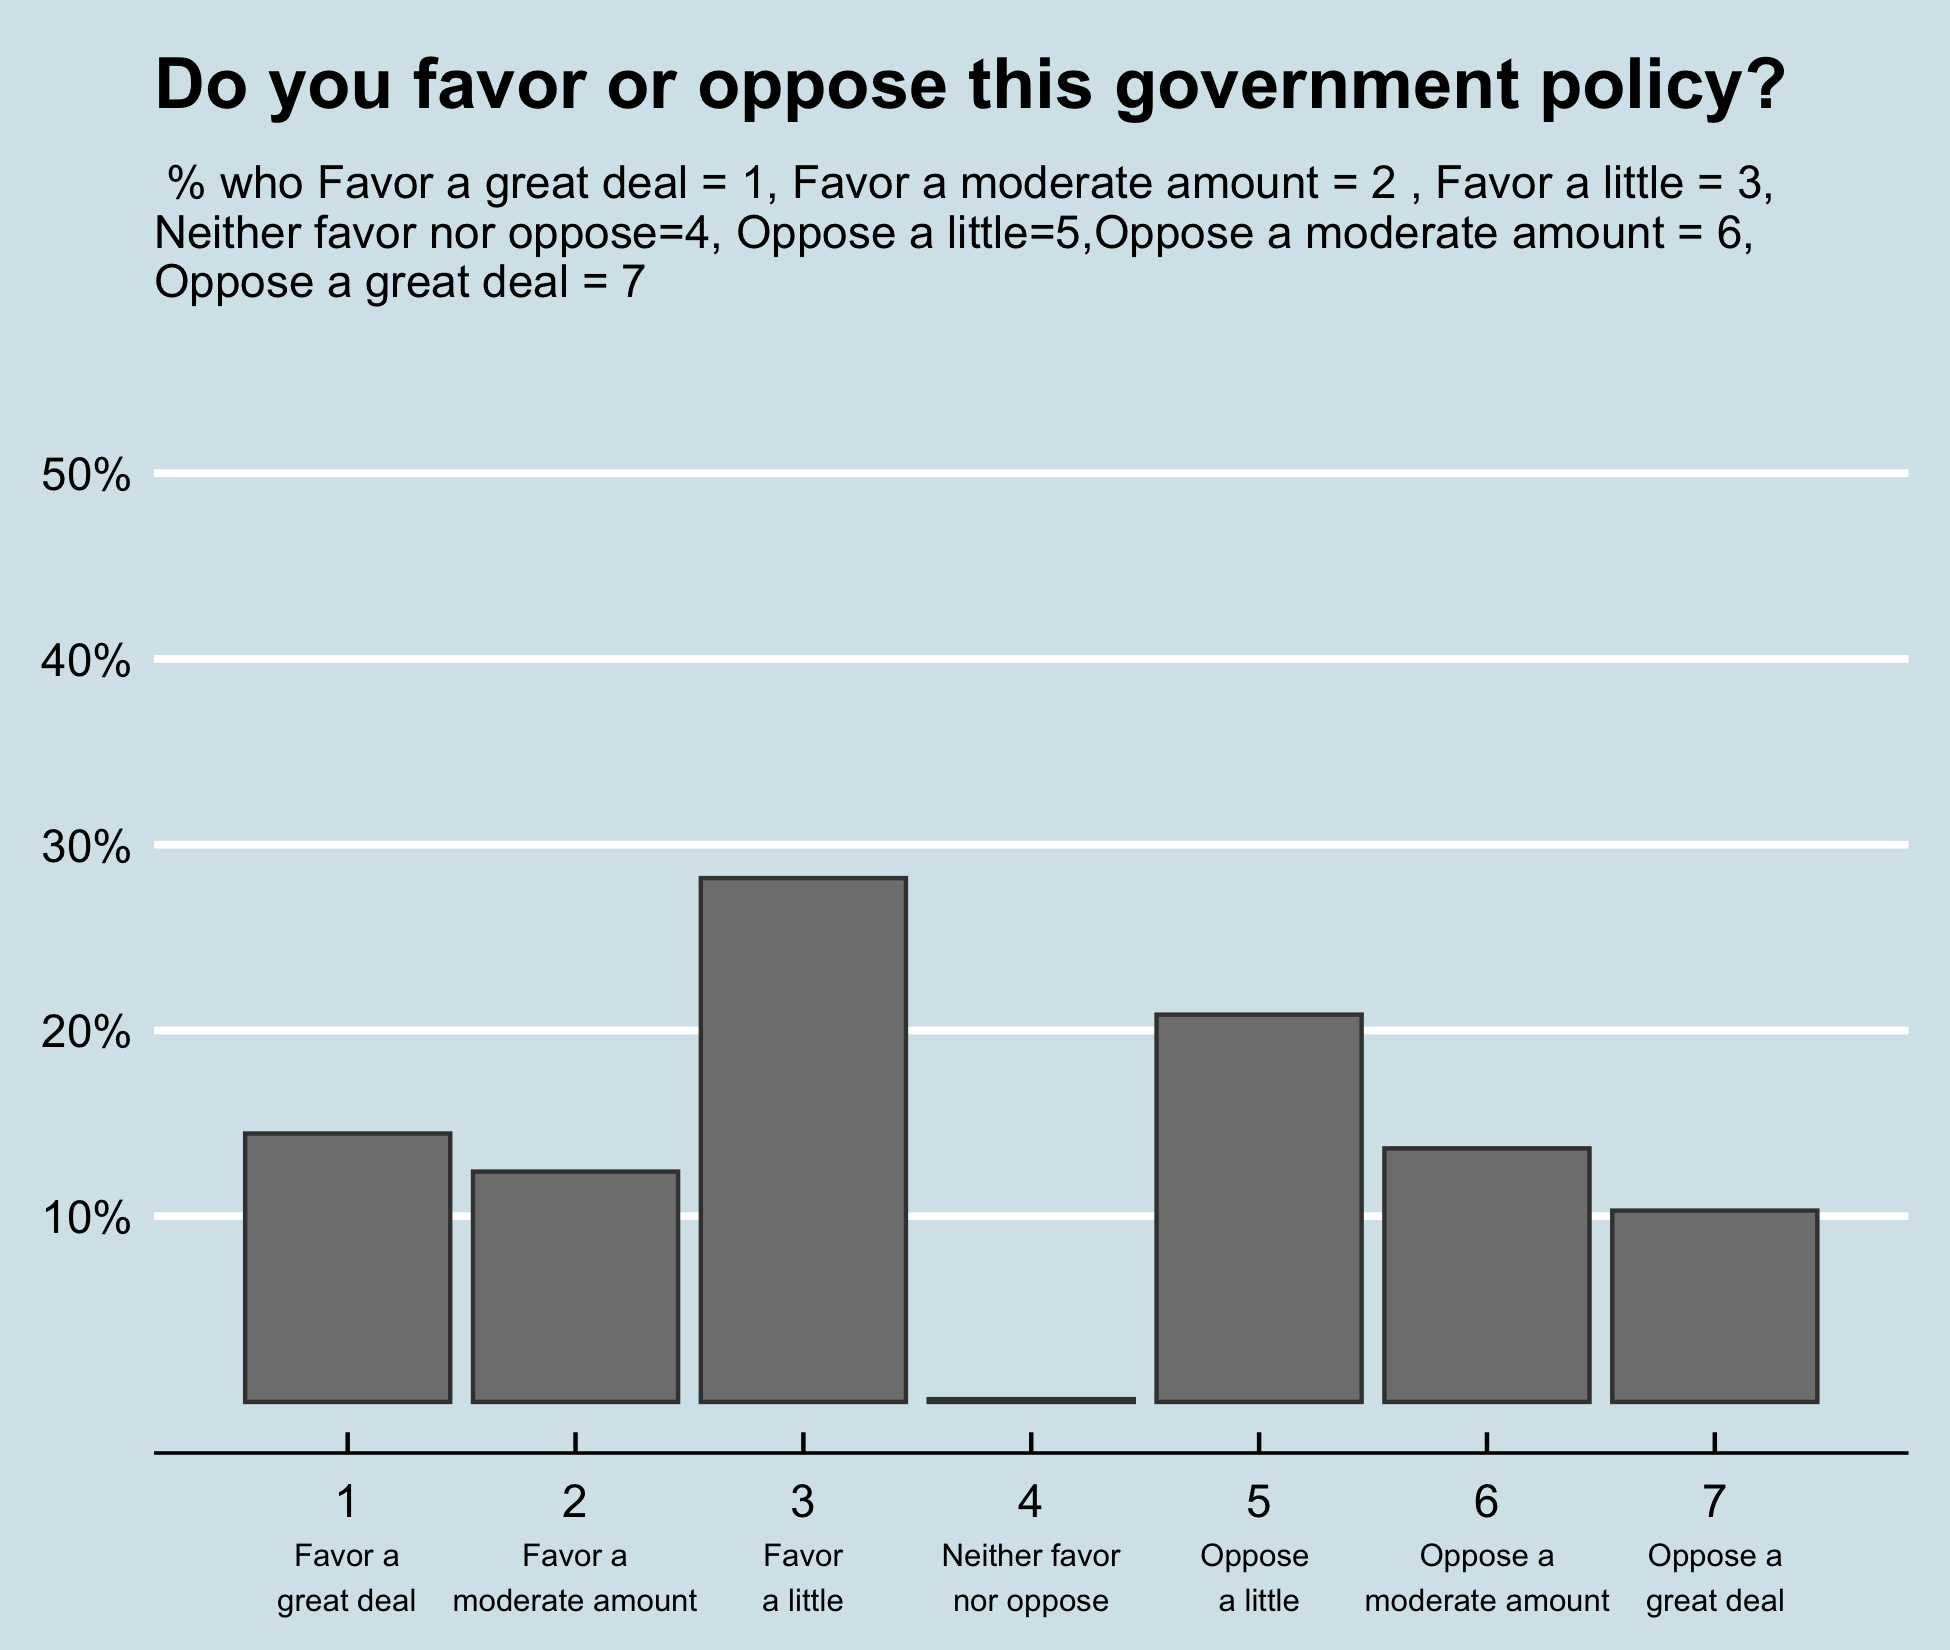 Do you favor or oppose this government policy?
% who Favor a great deal = 1, Favor a moderate amount = 2 , Favor a little = 3,
Neither favor nor oppose=4, Oppose a little=5,Oppose a moderate amount = 6,
Oppose a great deal = 7
50%
40%
30%
20%
10%
1 2 3 4 5 6 7
Favor a Favor a Favor Neither favor Oppose Oppose a Oppose a
great deal moderate amount a little nor oppose a little moderate amount great deal